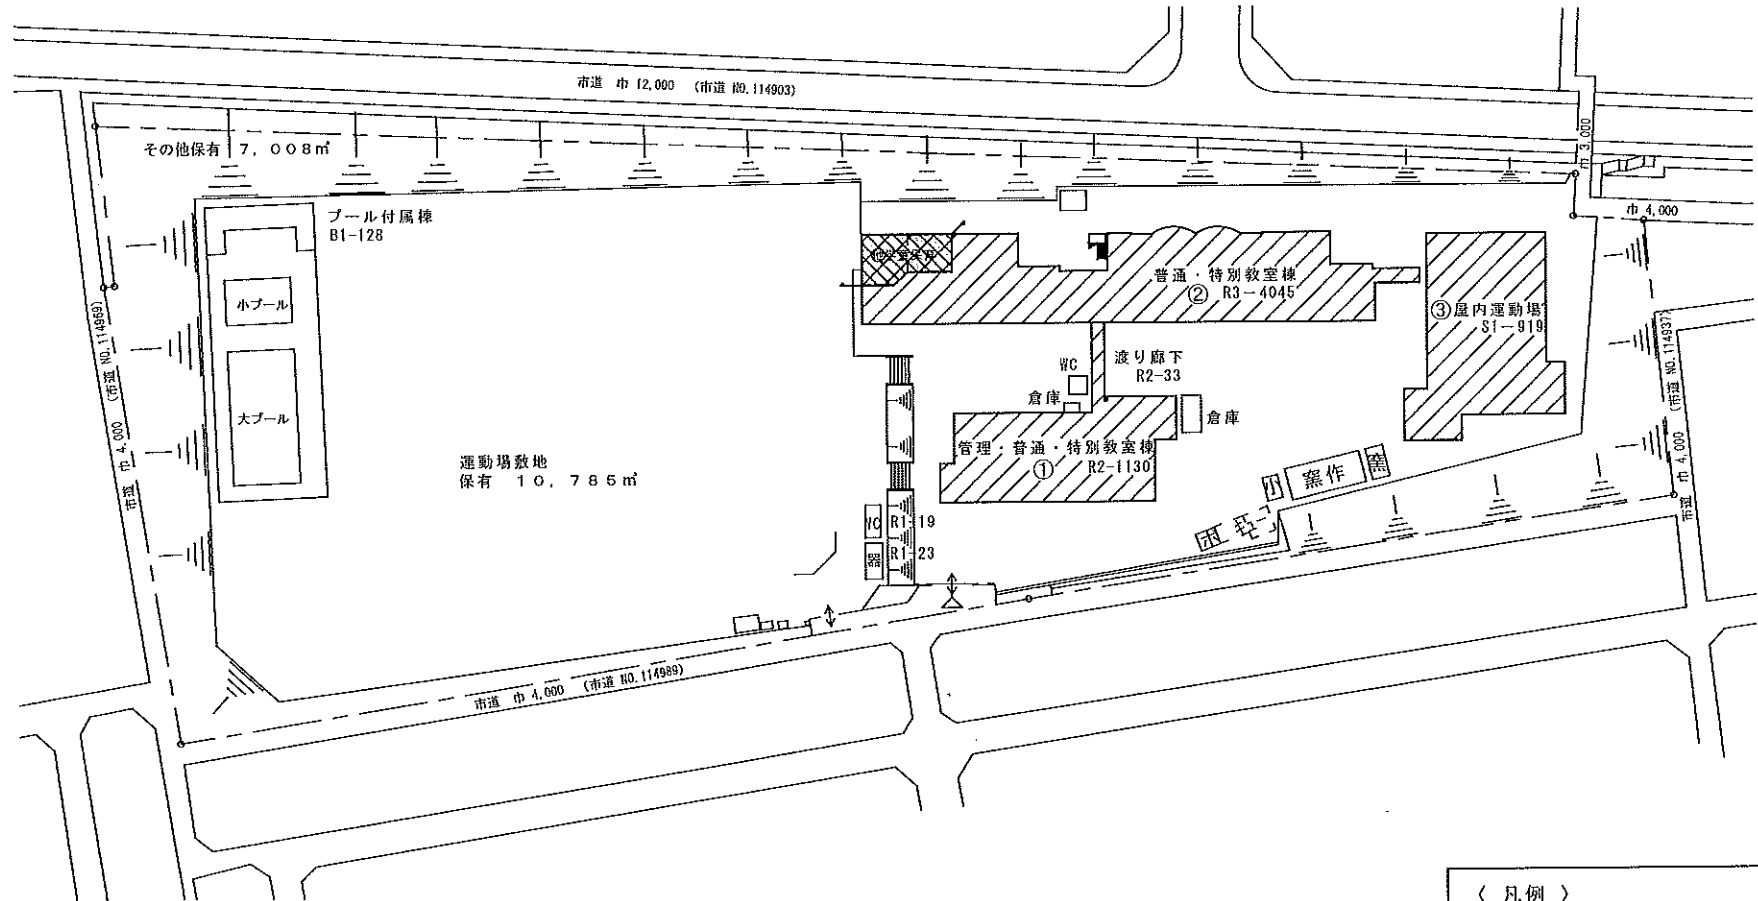 市道 巾 12,000 (市道 NO.114903)
巾 3,000
その他保有 7,008㎡
巾 4,000
プール付属棟
B1-128
普通・特別教室棟
② R3-4045
小プール
③屋内運動場
S1-919
市道 巾 4,000 (市道 NO.114969)
市道 巾 4,000 (市道 NO.114937)
渡り廊下
R2-33
WC
倉庫
倉庫
大プール
管理・普通・特別教室棟
① R2-1130
運動場敷地
保有 10,785㎡
小
窯作
窯
WC
R1-19
器
R1-23
市道 巾 4,000 (市道 NO.114989)
〈 凡例 〉